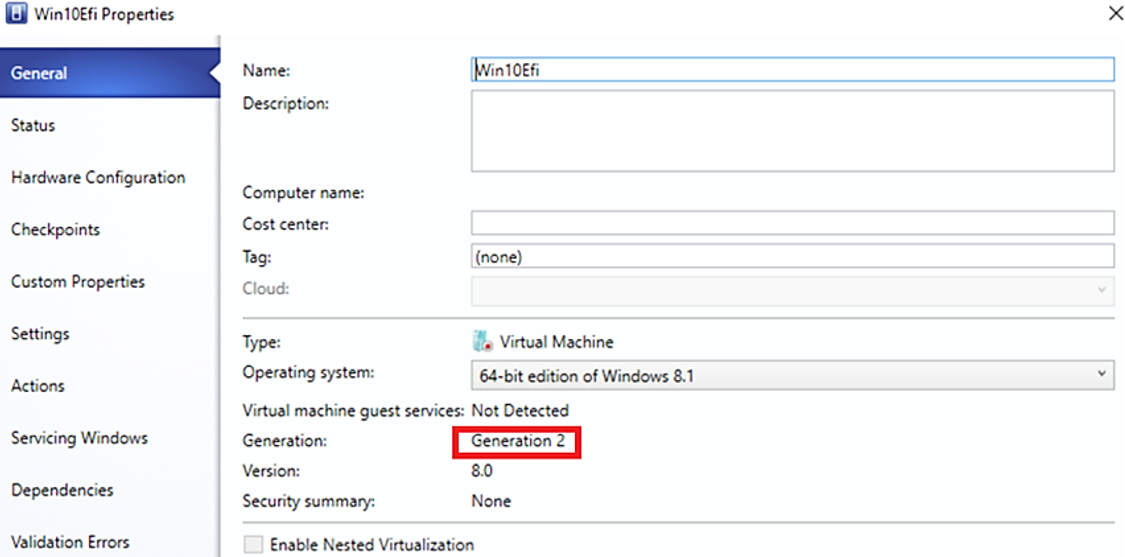 Win10Efi Properties
General
Status
Hardware Configuration
Checkpoints
Custom Properties
Settings
Actions
Servicing Windows
Dependencies
Validation Errors
Name: Win10Efi
Description:
Computer name:
Cost center:
Tag: (none)
Cloud:
Type: Virtual Machine
Operating system: 64-bit edition of Windows 8.1
Virtual machine guest services: Not Detected
Generation: Generation 2
Version: 8.0
Security summary: None
Enable Nested Virtualization